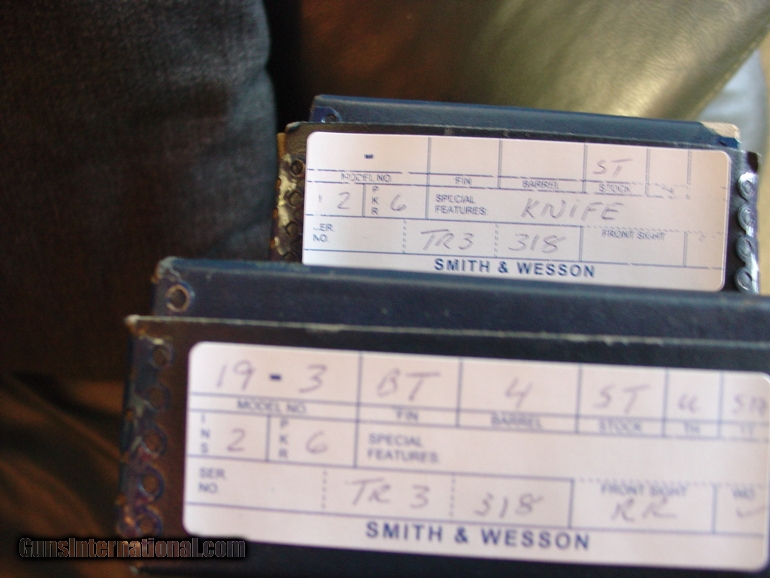 - ST
MODEL NO. FIN BARREL STOCK
2 PKR 6 SPECIAL FEATURES KNIFE
SER. NO. TR3 318 FRONT SIGHT
SMITH & WESSON
19-3 BT 4 ST
MODEL NO. FIN BARREL STOCK TH
INS 2 PKR 6 SPECIAL FEATURES
SER. NO. TR3 318 FRONT SIGHT RR
SMITH & WESSON
GunsInternational.com